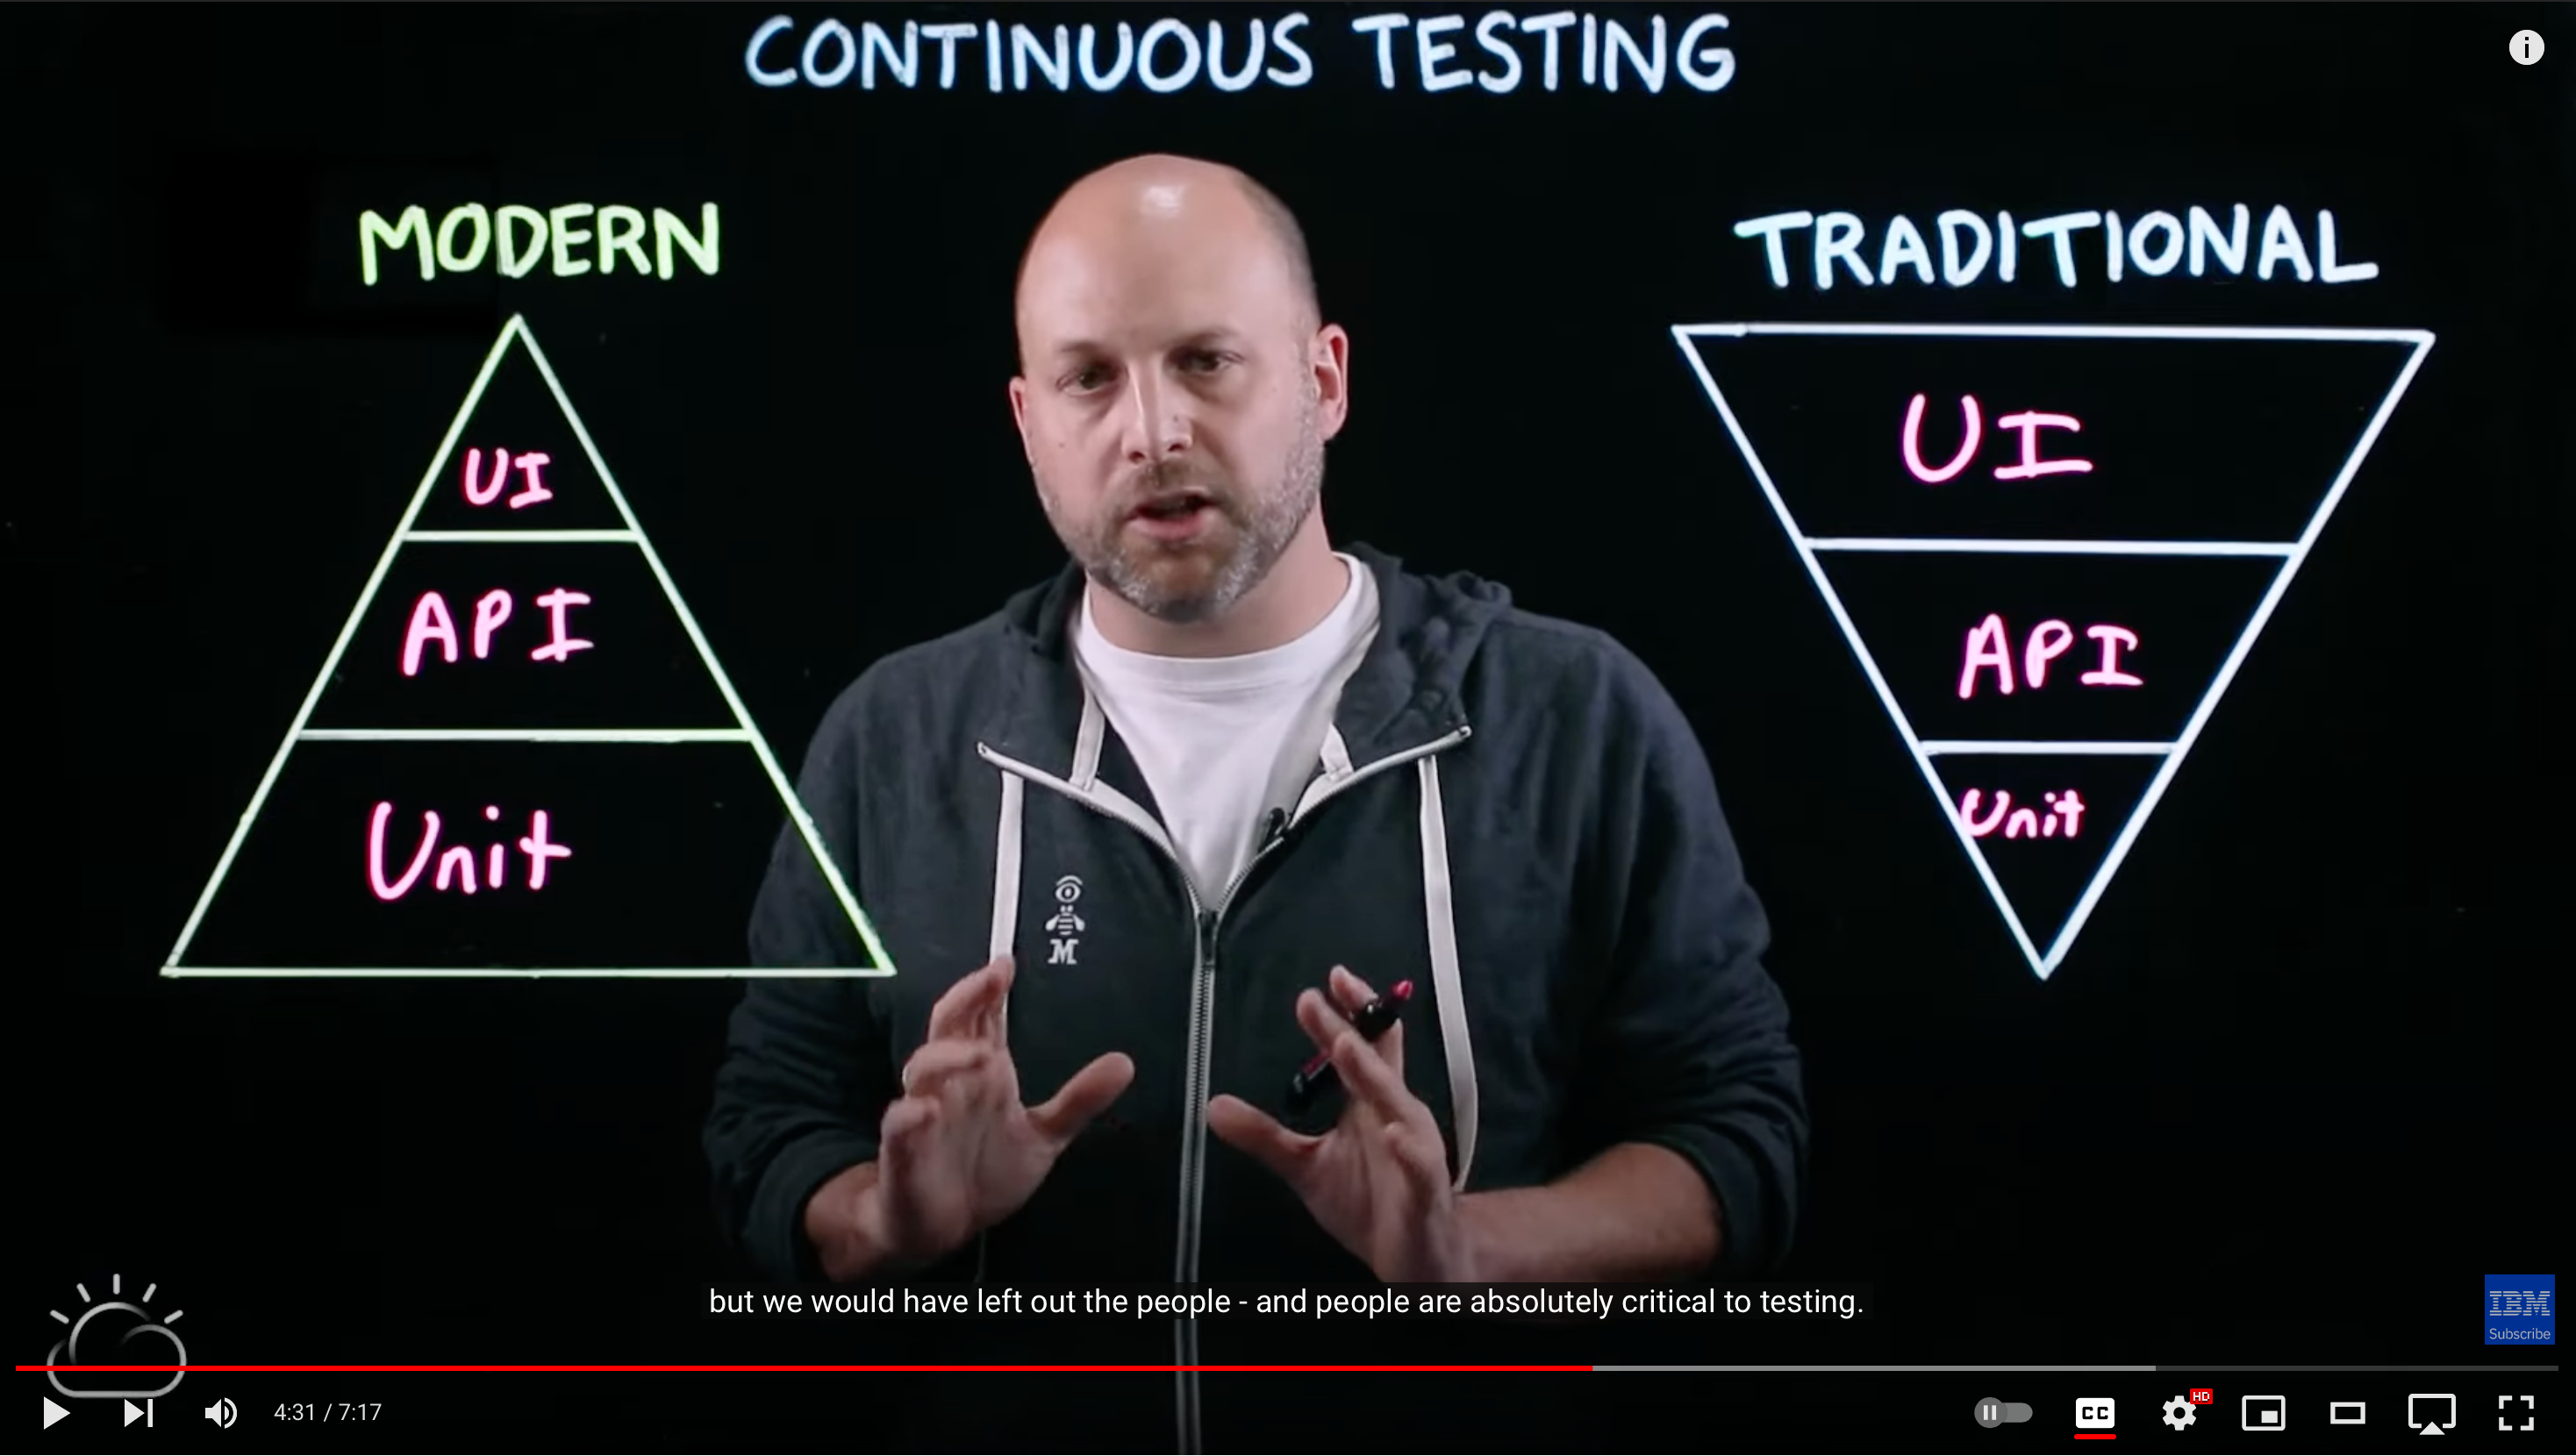 CONTINUOUS TESTING
MODERN
TRADITIONAL
UI
API
Unit
UI
API
Unit
M
but we would have left out the people - and people are absolutely critical to testing.
IBM
Subscribe
4:31 / 7:17
CC
HD